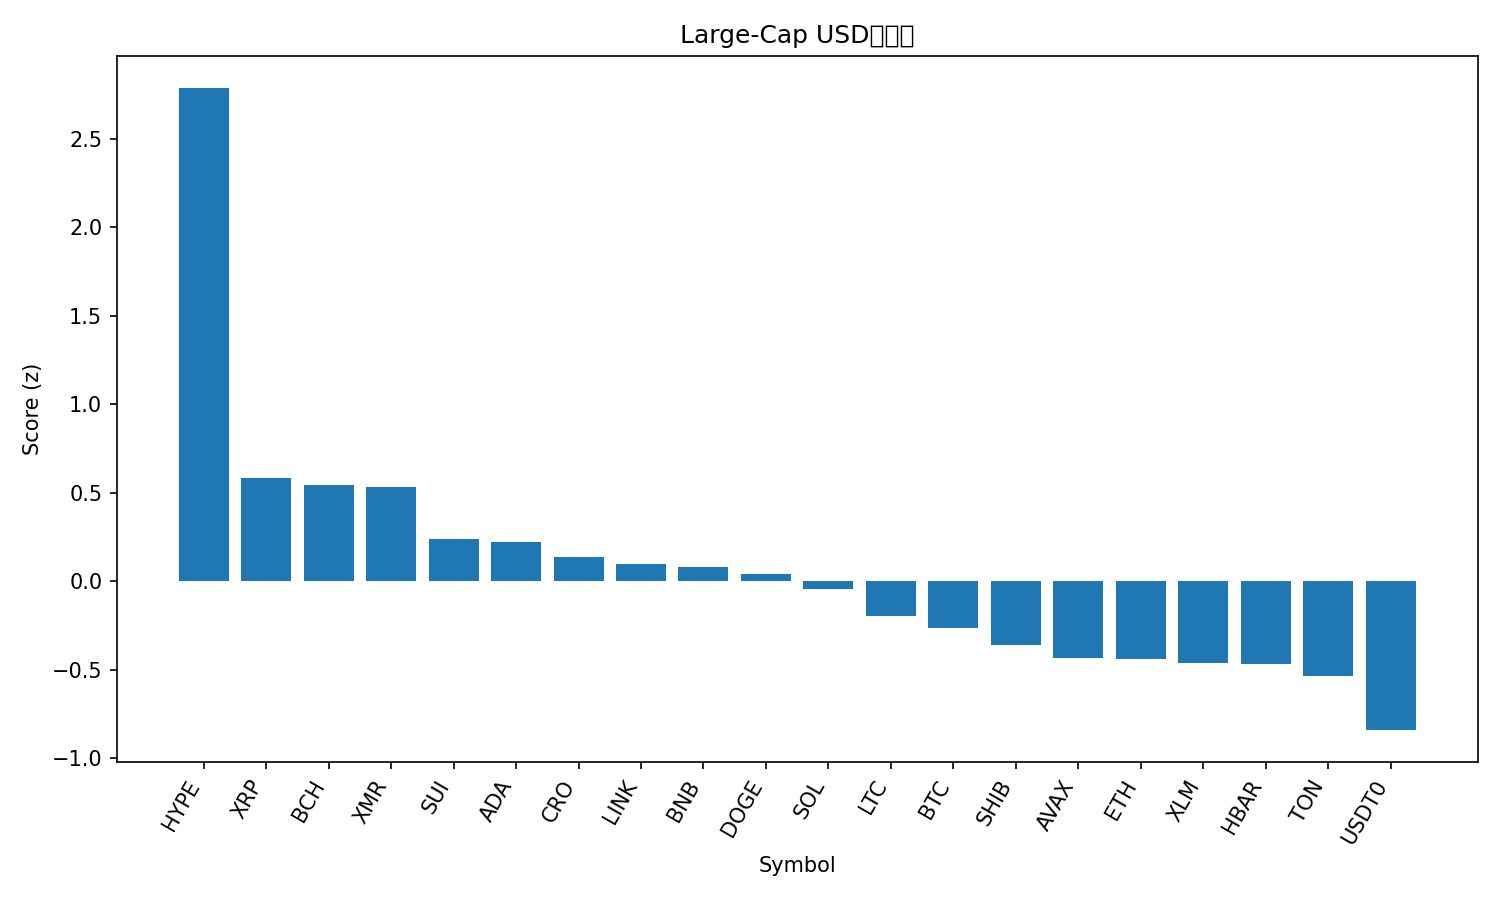 Large-Cap USD
Score (z)
2.5
2.0
1.5
1.0
0.5
0.0
−0.5
−1.0
HYPE XRP BCH XMR SUI ADA CRO LINK BNB DOGE SOL LTC BTC SHIB AVAX ETH XLM HBAR TON USDT0
Symbol